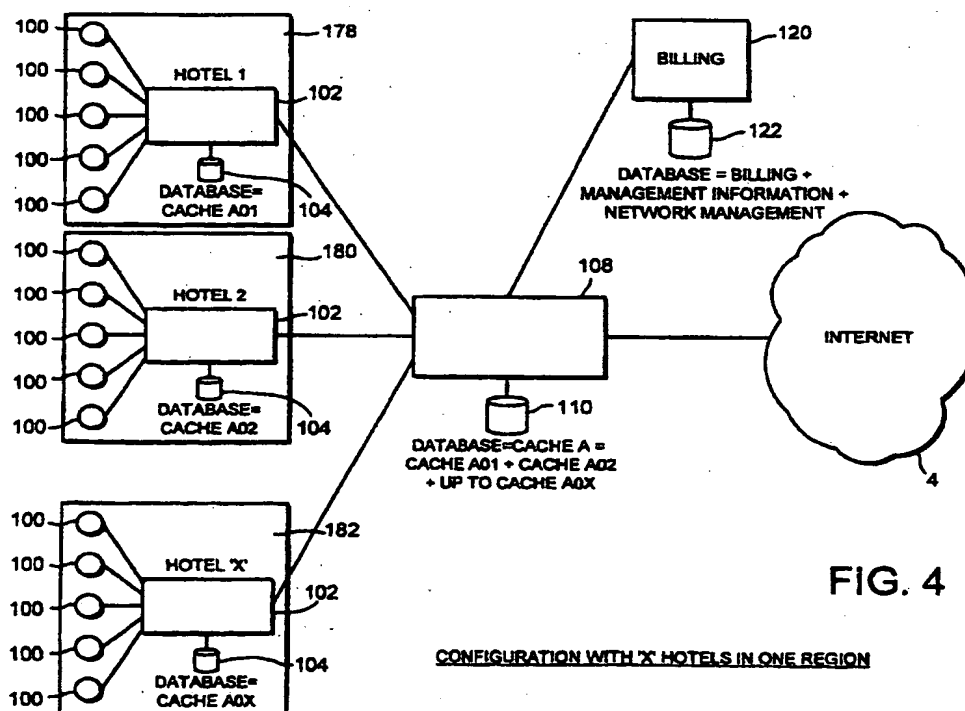 100
100
100
100
100
178
HOTEL 1
102
DATABASE=
CACHE A01
104
100
100
100
100
100
180
HOTEL 2
102
DATABASE=
CACHE A02
104
100
100
100
100
100
182
HOTEL 'X'
102
104
DATABASE=
CACHE A0X
108
110
DATABASE=CACHE A =
CACHE A01 + CACHE A02
+ UP TO CACHE A0X
120
BILLING
122
DATABASE = BILLING +
MANAGEMENT INFORMATION +
NETWORK MANAGEMENT
INTERNET
4
FIG. 4
CONFIGURATION WITH 'X' HOTELS IN ONE REGION